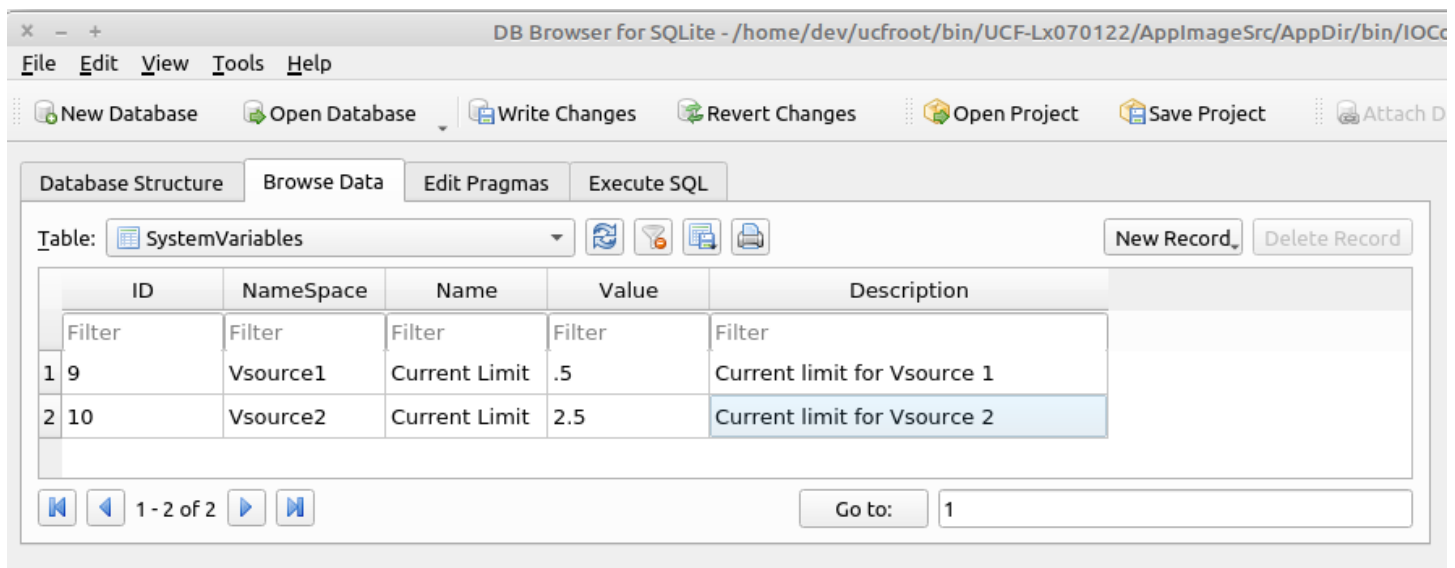 DB Browser for SQLite - /home/dev/ucfroot/bin/UCF-Lx070122/AppImageSrc/AppDir/bin/IOCo
File Edit View Tools Help
New Database Open Database Write Changes Revert Changes Open Project Save Project Attach D
Database Structure Browse Data Edit Pragmas Execute SQL
Table: SystemVariables New Record Delete Record
ID NameSpace Name Value Description
Filter Filter Filter Filter Filter
1 9 Vsource1 Current Limit .5 Current limit for Vsource 1
2 10 Vsource2 Current Limit 2.5 Current limit for Vsource 2
1 - 2 of 2 Go to: 1